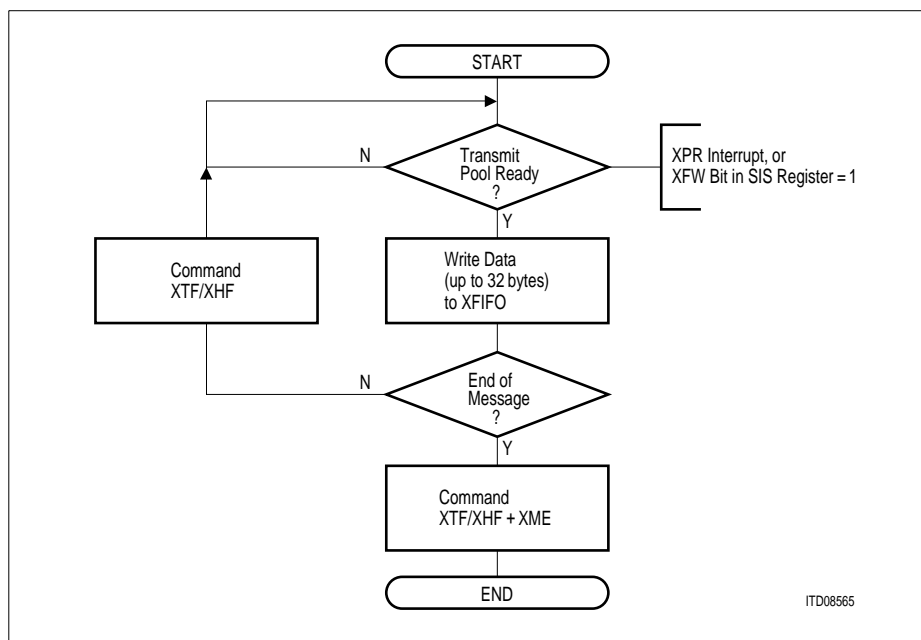 START
N
Transmit
Pool Ready
?
XPR Interrupt, or
XFW Bit in SIS Register = 1
Y
Command
XTF/XHF
Write Data
(up to 32 bytes)
to XFIFO
N
End of
Message
?
Y
Command
XTF/XHF + XME
END
ITD08565